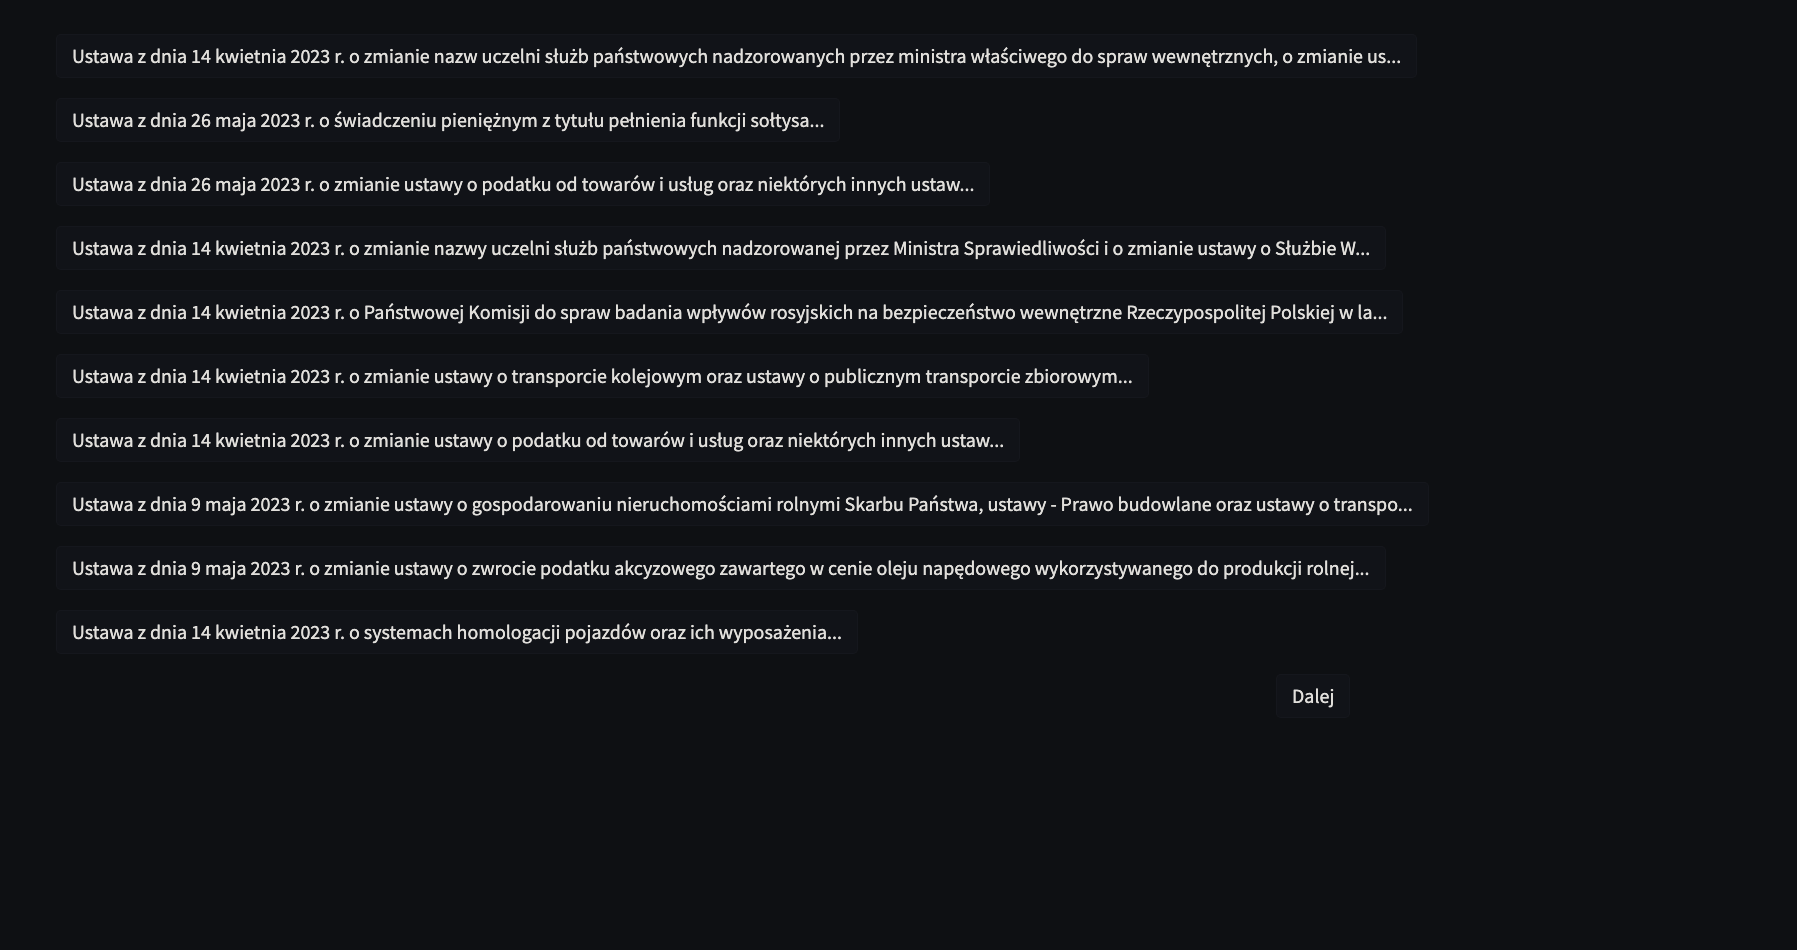 Ustawa z dnia 14 kwietnia 2023 r. o zmianie nazw uczelni służb państwowych nadzorowanych przez ministra właściwego do spraw wewnętrznych, o zmianie us...
Ustawa z dnia 26 maja 2023 r. o świadczeniu pieniężnym z tytułu pełnienia funkcji sołtysa...
Ustawa z dnia 26 maja 2023 r. o zmianie ustawy o podatku od towarów i usług oraz niektórych innych ustaw...
Ustawa z dnia 14 kwietnia 2023 r. o zmianie nazwy uczelni służb państwowych nadzorowanej przez Ministra Sprawiedliwości i o zmianie ustawy o Służbie W...
Ustawa z dnia 14 kwietnia 2023 r. o Państwowej Komisji do spraw badania wpływów rosyjskich na bezpieczeństwo wewnętrzne Rzeczypospolitej Polskiej w la...
Ustawa z dnia 14 kwietnia 2023 r. o zmianie ustawy o transporcie kolejowym oraz ustawy o publicznym transporcie zbiorowym...
Ustawa z dnia 14 kwietnia 2023 r. o zmianie ustawy o podatku od towarów i usług oraz niektórych innych ustaw...
Ustawa z dnia 9 maja 2023 r. o zmianie ustawy o gospodarowaniu nieruchomościami rolnymi Skarbu Państwa, ustawy - Prawo budowlane oraz ustawy o transpo...
Ustawa z dnia 9 maja 2023 r. o zmianie ustawy o zwrocie podatku akcyzowego zawartego w cenie oleju napędowego wykorzystywanego do produkcji rolnej...
Ustawa z dnia 14 kwietnia 2023 r. o systemach homologacji pojazdów oraz ich wyposażenia...
Dalej